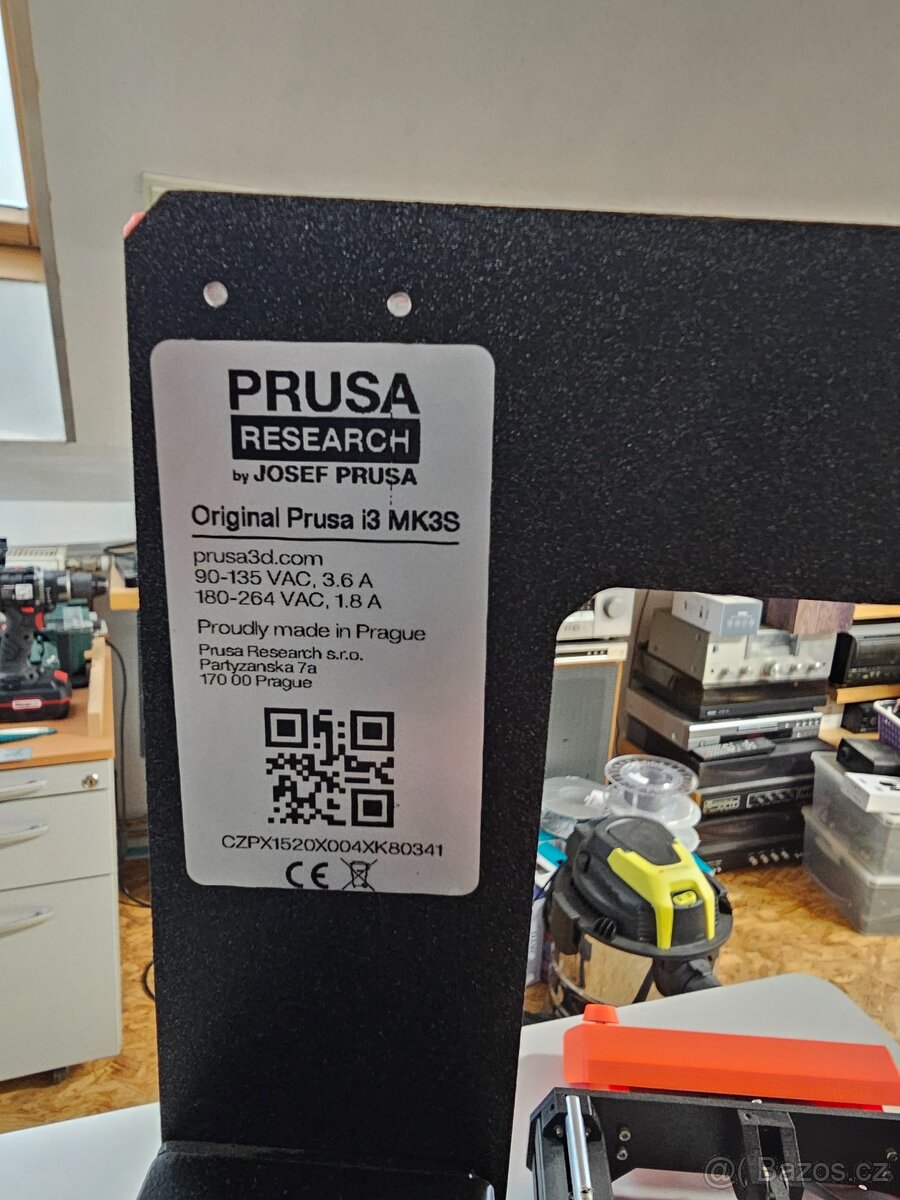 PRUSA
RESEARCH
by JOSEF PRUSA
Original Prusa i3 MK3S
prusa3d.com
90-135 VAC, 3.6 A
180-264 VAC, 1.8 A
Proudly made in Prague
Prusa Research s.r.o.
Partyzanska 7a
170 00 Prague
CZPX1520X004XK80341
CE
@( Bazos.cz